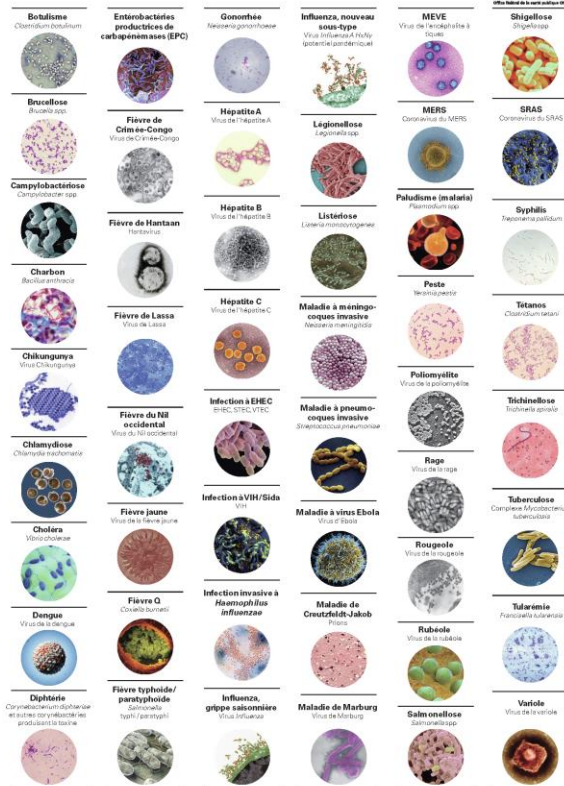 Office fédéral de la santé publique OFSP
Botulisme
Clostridium botulinum
Brucellose
Brucella spp.
Campylobactériose
Campylobacter spp.
Charbon
Bacillus anthracis
Chikungunya
Virus Chikungunya
Chlamydiose
Chlamydia trachomatis
Choléra
Vibrio cholerae
Dengue
Virus de la dengue
Diphtérie
Corynebacterium diphteriae
et autres corynébactéries
produisant la toxine
Entérobactéries
productrices de
carbapénèmases (EPC)
Fièvre de
Crimée-Congo
Virus de Crimée-Congo
Fièvre de Hantaan
Hantavirus
Fièvre de Lassa
Virus de Lassa
Fièvre du Nil
occidental
Virus du Nil occidental
Fièvre jaune
Virus de la fièvre jaune
Fièvre Q
Coxiella burnetii
Fièvre typhoïde/
paratyphoïde
Salmonella
typhi/paratyphi
Gonorrhée
Neisseria gonorrhoeae
Hépatite A
Virus de l'hépatite A
Hépatite B
Virus de l'hépatite B
Hépatite C
Virus de l'hépatite C
Infection à EHEC
EHEC, STEC, VTEC
Infection à VIH/Sida
VIH
Infection invasive à
Haemophilus
influenzae
Influenza,
grippe saisonnière
Virus Influenza
Influenza, nouveau
sous-type
Virus Influenza A HxNy
(potentiel pandémique)
Légionellose
Legionella spp
Listériose
Listeria monocytogenes
Maladie à méningo-
coques invasive
Neisseria meningitidis
Maladie à pneumo-
coques invasive
Streptococcus pneumoniae
Maladie à virus Ebola
Virus d'Ebola
Maladie de
Creutzfeldt-Jakob
Prions
Maladie de Marburg
Virus de Marburg
MEVE
Virus de l'encéphalite à
tiques
MERS
Coronavirus du MERS
Paludisme (malaria)
Plasmodium spp
Peste
Yersinia pestis
Poliomyélite
Virus de la poliomyélite
Rage
Virus de la rage
Rougeole
Virus de la rougeole
Rubéole
Virus de la rubéole
Salmonellose
Salmonella spp.
Shigellose
Shigella spp
SRAS
Coronavirus du SRAS
Syphilis
Treponema pallidum
Tétanos
Clostridium tetani
Trichinellose
Trichinella spiralis
Tuberculose
Complexe Mycobacterium
tuberculosis
Tularémie
Francisella tularensis
Variole
Virus de la variole